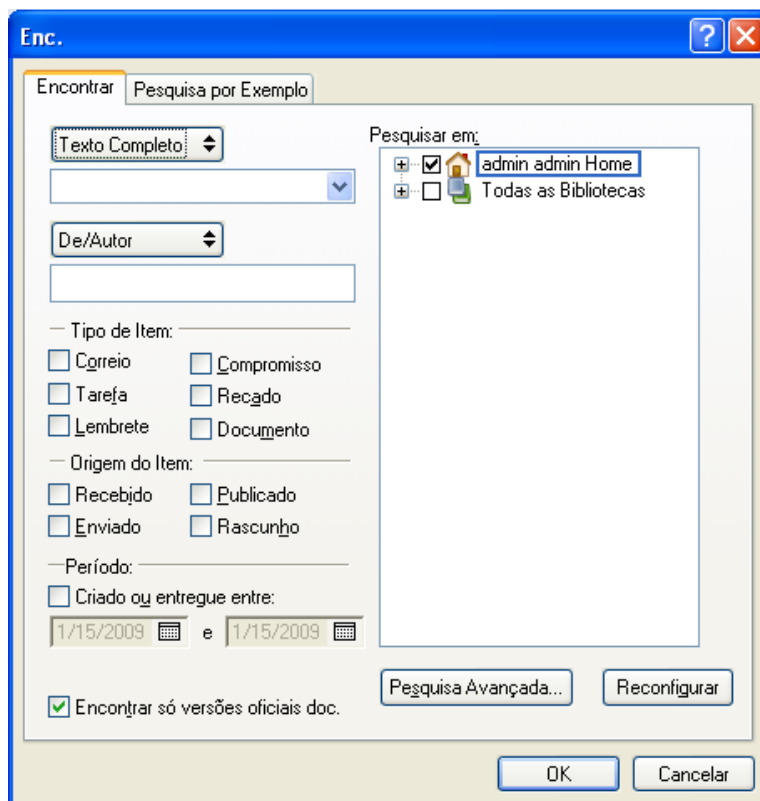 Enc.
Encontrar
Pesquisa por Exemplo
Texto Completo
Pesquisar em:
admin admin Home
Todas as Bibliotecas
De/Autor
Tipo de Item:
Correio
Compromisso
Tarefa
Recado
Lembrete
Documento
Origem do Item:
Recebido
Publicado
Enviado
Rascunho
Período:
Criado ou entregue entre:
1/15/2009 e 1/15/2009
Pesquisa Avançada...
Reconfigurar
Encontrar só versões oficiais doc.
OK
Cancelar